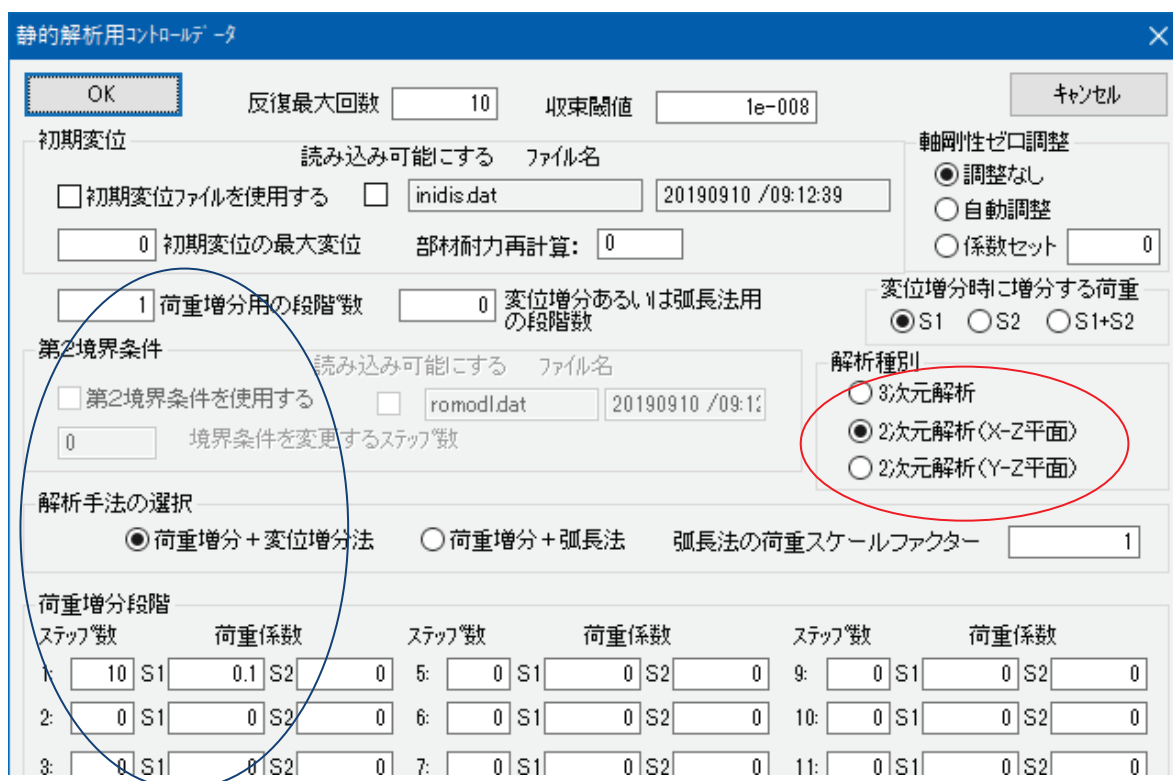 静的解析用ｺﾝﾄﾛｰﾙﾃﾞｰﾀ
OK 反復最大回数 10 収束閾値 1e-008 ｷｬﾝｾﾙ
初期変位 軸剛性ゼロ調整
読み込み可能にする ﾌｧｲﾙ名 調整なし
初期変位ﾌｧｲﾙを使用する inidis.dat 20190910 /09:12:39 自動調整
0 初期変位の最大変位 部材耐力再計算: 0 係数セット 0
変位増分時に増分する荷重
1 荷重増分用の段階数 0 変位増分あるいは弧長法用の段階数 S1 S2 S1+S2
第2境界条件 解析種別
読み込み可能にする ﾌｧｲﾙ名 3次元解析
第2境界条件を使用する romodl.dat 20190910 /09:12 2次元解析(X-Z平面)
0 境界条件を変更するｽﾃｯﾌﾟ数 2次元解析(Y-Z平面)
解析手法の選択
荷重増分＋変位増分法 荷重増分＋弧長法 弧長法の荷重スケールファクター 1
荷重増分段階
ｽﾃｯﾌﾟ数 荷重係数 ｽﾃｯﾌﾟ数 荷重係数 ｽﾃｯﾌﾟ数 荷重係数
1: 10 S1 0.1 S2 0 5: 0 S1 0 S2 0 9: 0 S1 0 S2 0
2: 0 S1 0 S2 0 6: 0 S1 0 S2 0 10: 0 S1 0 S2 0
3: 0 S1 0 S2 0 7: 0 S1 0 S2 0 11: 0 S1 0 S2 0